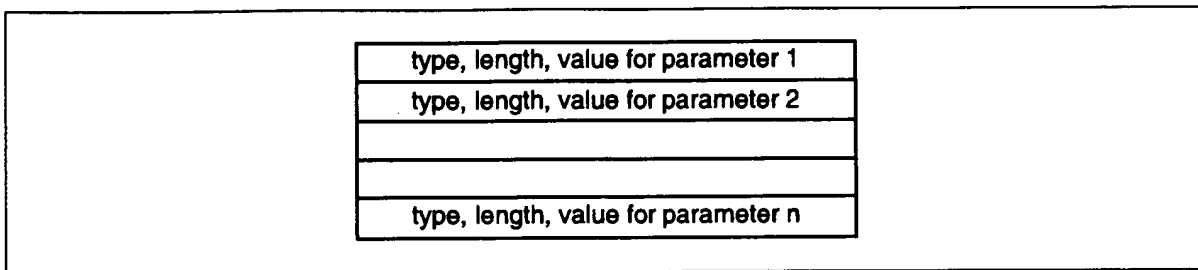 type, length, value for parameter 1
type, length, value for parameter 2
type, length, value for parameter n